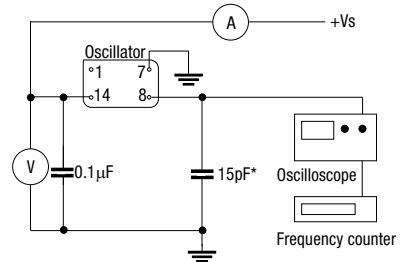 A
+Vs
Oscillator
1
7
14
8
V
0.1μF
15pF*
Oscilloscope
Frequency counter